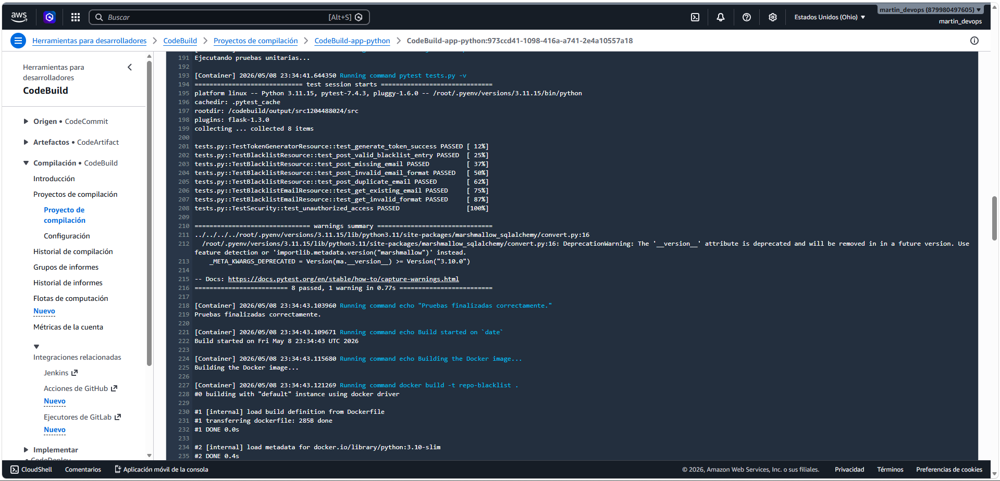 aws
Buscar
[Alt+S]
Estados Unidos (Ohio) ▼
martin_devops (879980497605) ▼
martin_devops
Herramientas para desarrolladores > CodeBuild > Proyectos de compilación > CodeBuild-app-python > CodeBuild-app-python:973ccd41-1098-416a-a741-2e4a10557a18
Herramientas para
desarrolladores
CodeBuild
Origen • CodeCommit
Artefactos • CodeArtifact
Compilación • CodeBuild
Introducción
Proyectos de compilación
Proyecto de
compilación
Configuración
Historial de compilación
Grupos de informes
Historial de informes
Flotas de computación
Nuevo
Métricas de la cuenta
Integraciones relacionadas
Jenkins
Acciones de GitHub
Nuevo
Ejecutores de GitLab
Nuevo
Implementar
• CodeDeploy
191 Ejecutando pruebas unitarias...
192
193 [Container] 2026/05/08 23:34:41.644350 Running command pytest tests.py -v
194 ============================= test session starts ==============================
195 platform linux -- Python 3.11.15, pytest-7.4.3, pluggy-1.6.0 -- /root/.pyenv/versions/3.11.15/bin/python
196 cachedir: .pytest_cache
197 rootdir: /codebuild/output/src1204488024/src
198 plugins: flask-1.3.0
199 collecting ... collected 8 items
200
201 tests.py::TestTokenGeneratorResource::test_generate_token_success PASSED [ 12%]
202 tests.py::TestBlacklistResource::test_post_valid_blacklist_entry PASSED [ 25%]
203 tests.py::TestBlacklistResource::test_post_missing_email PASSED [ 37%]
204 tests.py::TestBlacklistResource::test_post_invalid_email_format PASSED [ 50%]
205 tests.py::TestBlacklistResource::test_post_duplicate_email PASSED [ 62%]
206 tests.py::TestBlacklistEmailResource::test_get_existing_email PASSED [ 75%]
207 tests.py::TestBlacklistEmailResource::test_get_invalid_format PASSED [ 87%]
208 tests.py::TestSecurity::test_unauthorized_access PASSED [100%]
209
210 =============================== warnings summary ===============================
211 ../../../../root/.pyenv/versions/3.11.15/lib/python3.11/site-packages/marshmallow_sqlalchemy/convert.py:16
212 /root/.pyenv/versions/3.11.15/lib/python3.11/site-packages/marshmallow_sqlalchemy/convert.py:16: DeprecationWarning: The '__version__' attribute is deprecated and will be removed in in a future version. Use
feature detection or 'importlib.metadata.version("marshmallow")' instead.
213 _META_KWARGS_DEPRECATED = Version(ma.__version__) >= Version("3.10.0")
214
215 -- Docs: https://docs.pytest.org/en/stable/how-to/capture-warnings.html
216 ========================= 8 passed, 1 warning in 0.77s =========================
217
218 [Container] 2026/05/08 23:34:43.103960 Running command echo "Pruebas finalizadas correctamente."
219 Pruebas finalizadas correctamente.
220
221 [Container] 2026/05/08 23:34:43.109671 Running command echo Build started on `date`
222 Build started on Fri May 8 23:34:43 UTC 2026
223
224 [Container] 2026/05/08 23:34:43.115680 Running command echo Building the Docker image...
225 Building the Docker image...
226
227 [Container] 2026/05/08 23:34:43.121269 Running command docker build -t repo-blacklist .
228 #0 building with "default" instance using docker driver
229
230 #1 [internal] load build definition from Dockerfile
231 #1 transferring dockerfile: 285B done
232 #1 DONE 0.0s
233
234 #2 [internal] load metadata for docker.io/library/python:3.10-slim
235 #2 DONE 0.4s
CloudShell
Comentarios
Aplicación móvil de la consola
© 2026, Amazon Web Services, Inc. o sus filiales.
Privacidad
Términos
Preferencias de cookies